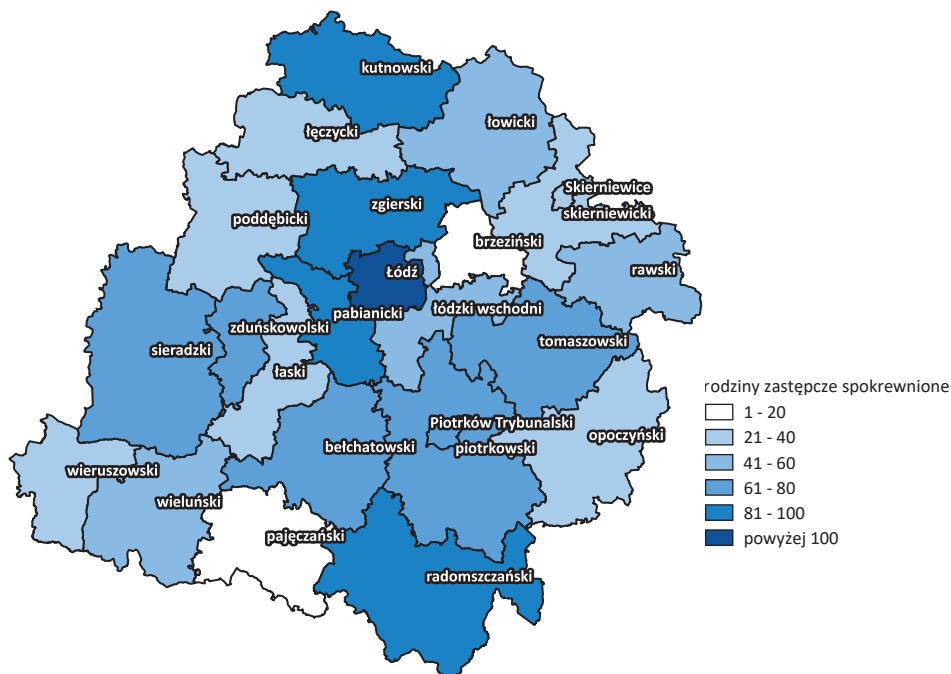 kutnowski
łowicki
łęczycki
Skierniewice
skierniewicki
poddębicki
zgierski
brzeziński
rawski
Łódź
pabianicki
łódzki wschodni
zduńskowolski
tomaszowski
sieradzki
łaski
Piotrków Trybunalski
opoczyński
bełchatowski
piotrkowski
wieruszowski
wieluński
pajęczański
radomszczański
rodziny zastępcze spokrewnione
1 - 20
21 - 40
41 - 60
61 - 80
81 - 100
powyżej 100